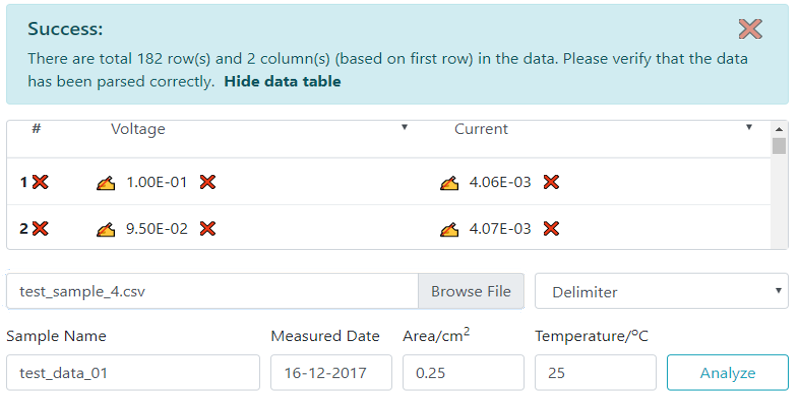 Success:
There are total 182 row(s) and 2 column(s) (based on first row) in the data. Please verify that the data
has been parsed correctly. Hide data table
# Voltage Current
1 1.00E-01 4.06E-03
2 9.50E-02 4.07E-03
test_sample_4.csv Browse File Delimiter
Sample Name Measured Date Area/cm² Temperature/ºC
test_data_01 16-12-2017 0.25 25 Analyze